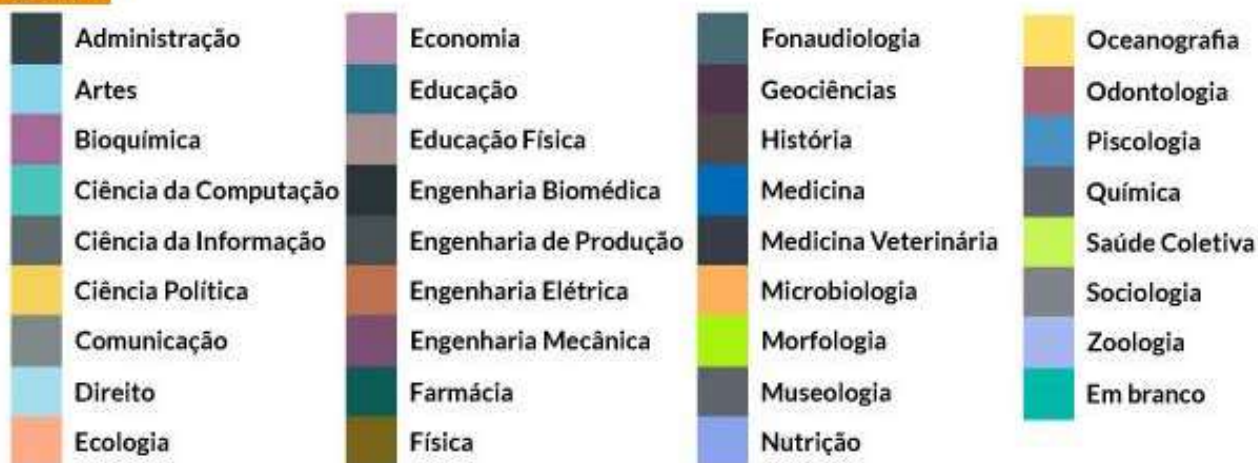 Administração
Artes
Bioquímica
Ciência da Computação
Ciência da Informação
Ciência Política
Comunicação
Direito
Ecologia
Economia
Educação
Educação Física
Engenharia Biomédica
Engenharia de Produção
Engenharia Elétrica
Engenharia Mecânica
Farmácia
Física
Fonaudiologia
Geociências
História
Medicina
Medicina Veterinária
Microbiologia
Morfologia
Museologia
Nutrição
Oceanografia
Odontologia
Piscologia
Química
Saúde Coletiva
Sociologia
Zoologia
Em branco